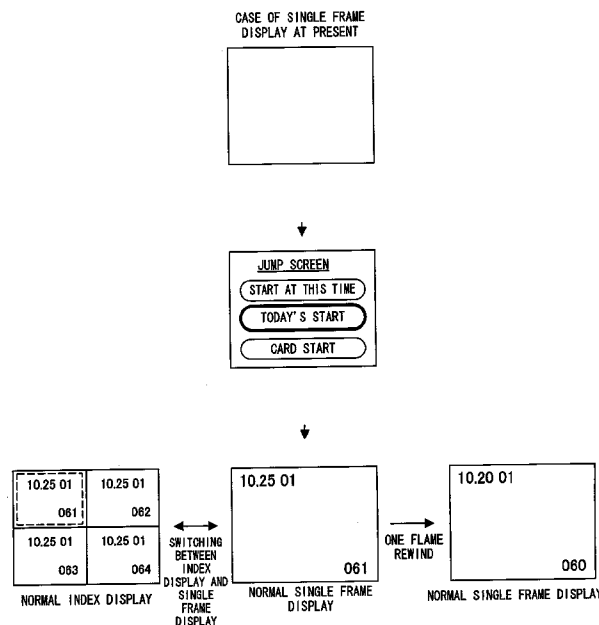 CASE OF SINGLE FRAME
DISPLAY AT PRESENT
JUMP SCREEN
START AT THIS TIME
TODAY'S START
CARD START
10.25 01
061
10.25 01
062
10.25 01
063
10.25 01
064
NORMAL INDEX DISPLAY
SWITCHING
BETWEEN
INDEX
DISPLAY AND
SINGLE
FRAME
DISPLAY
10.25 01
061
NORMAL SINGLE FRAME
DISPLAY
ONE FLAME
REWIND
10.20 01
060
NORMAL SINGLE FRAME DISPLAY